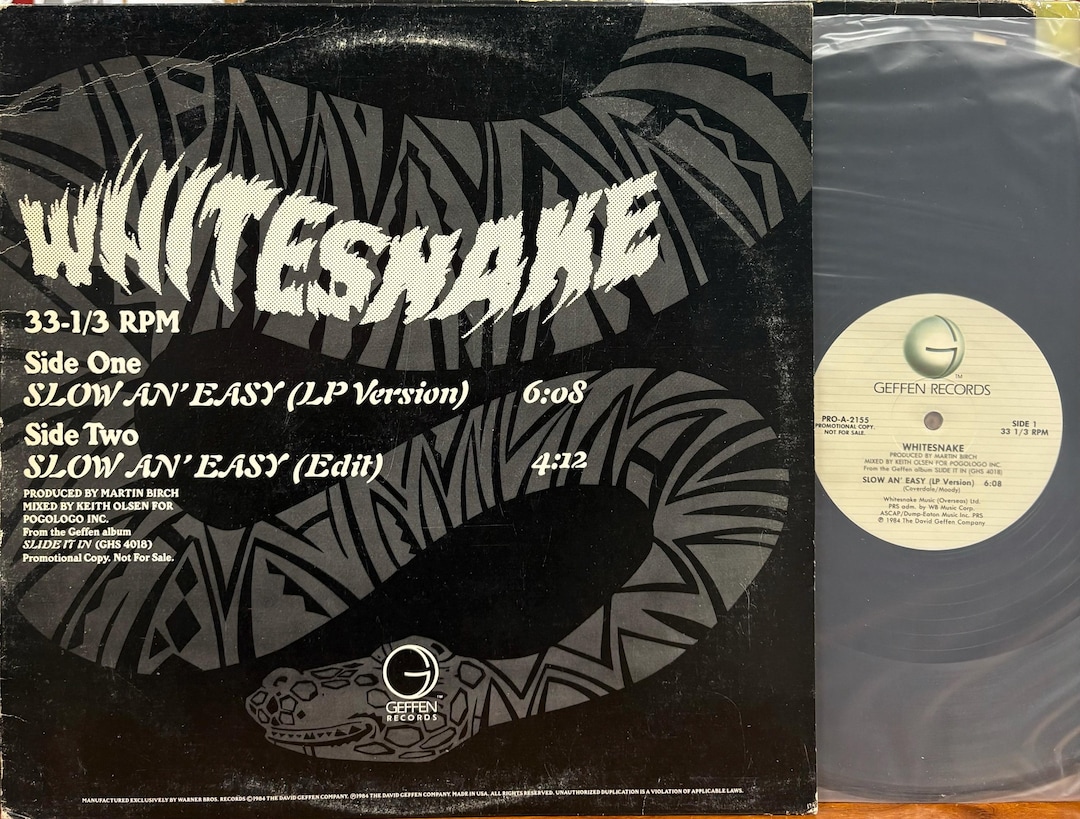 WHITESNAKE
33-1/3 RPM
Side One
SLOW AN' EASY (LP Version) 6:08
Side Two
SLOW AN' EASY (Edit) 4:12
PRODUCED BY MARTIN BIRCH
MIXED BY KEITH OLSEN FOR
POGOLOGO INC.
From the Geffen album
SLIDE IT IN (GHS 4018)
Promotional Copy. Not For Sale.
GEFFEN
RECORDS
TM
MANUFACTURED EXCLUSIVELY BY WARNER BROS. RECORDS ©1984 THE DAVID GEFFEN COMPANY. ℗1984 THE DAVID GEFFEN COMPANY. MADE IN USA. ALL RIGHTS RESERVED. UNAUTHORIZED DUPLICATION IS A VIOLATION OF APPLICABLE LAWS.
TM
GEFFEN RECORDS
PRO-A-2155
PROMOTIONAL COPY.
NOT FOR SALE.
SIDE 1
33 1/3 RPM
WHITESNAKE
PRODUCED BY MARTIN BIRCH
MIXED BY KEITH OLSEN FOR POGOLOGO INC.
From the Geffen album SLIDE IT IN (GHS 4018)
SLOW AN' EASY (LP Version) 6:08
(Coverdale/Moody)
Whitesnake Music (Overseas) Ltd.
PRS adm. by WB Music Corp.
ASCAP/Dump-Eaton Music Inc. PRS
℗ 1984 The David Geffen Company